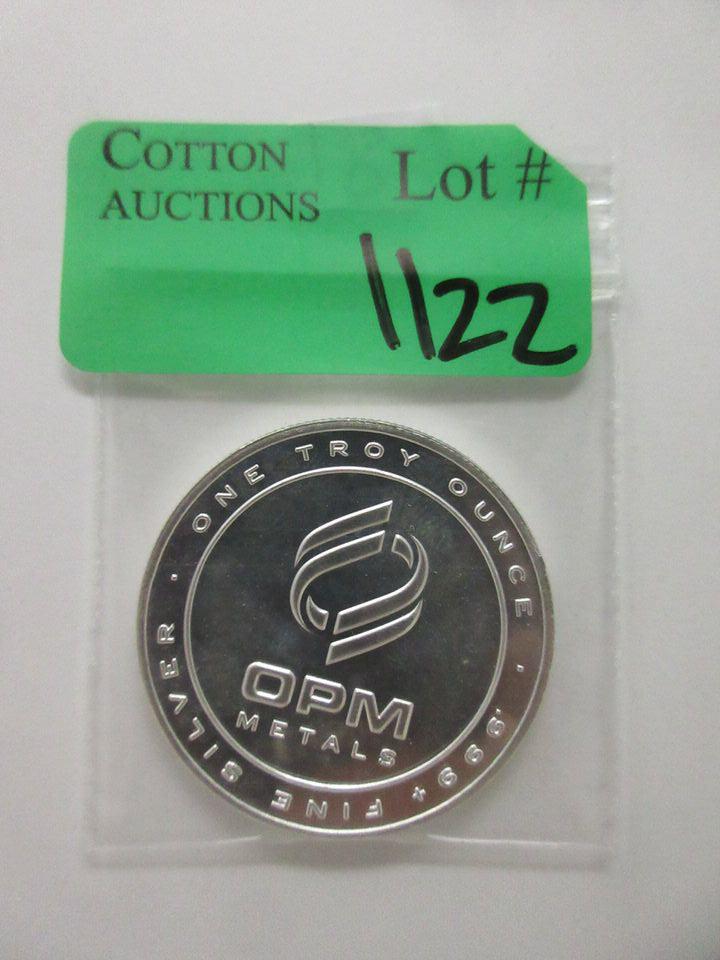 COTTON
AUCTIONS
Lot #
1122
ONE TROY OUNCE · .999+ FINE SILVER ·
OPM
METALS